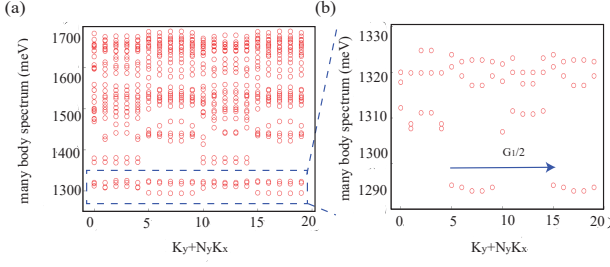 (a)
many body spectrum (meV)
1700
1600
1500
1400
1300
0 5 10 15 20
Ky+NyKx
(b)
many body spectrum (meV)
1330
1320
1310
1300
1290
G1/2
0 5 10 15 20
Ky+NyKx